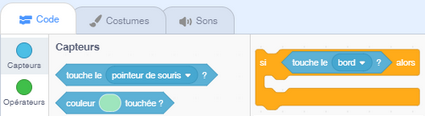 Code Costumes Sons
Capteurs
Capteurs
Opérateurs
touche le pointeur de souris ?
couleur touchée ?
si touche le bord ? alors